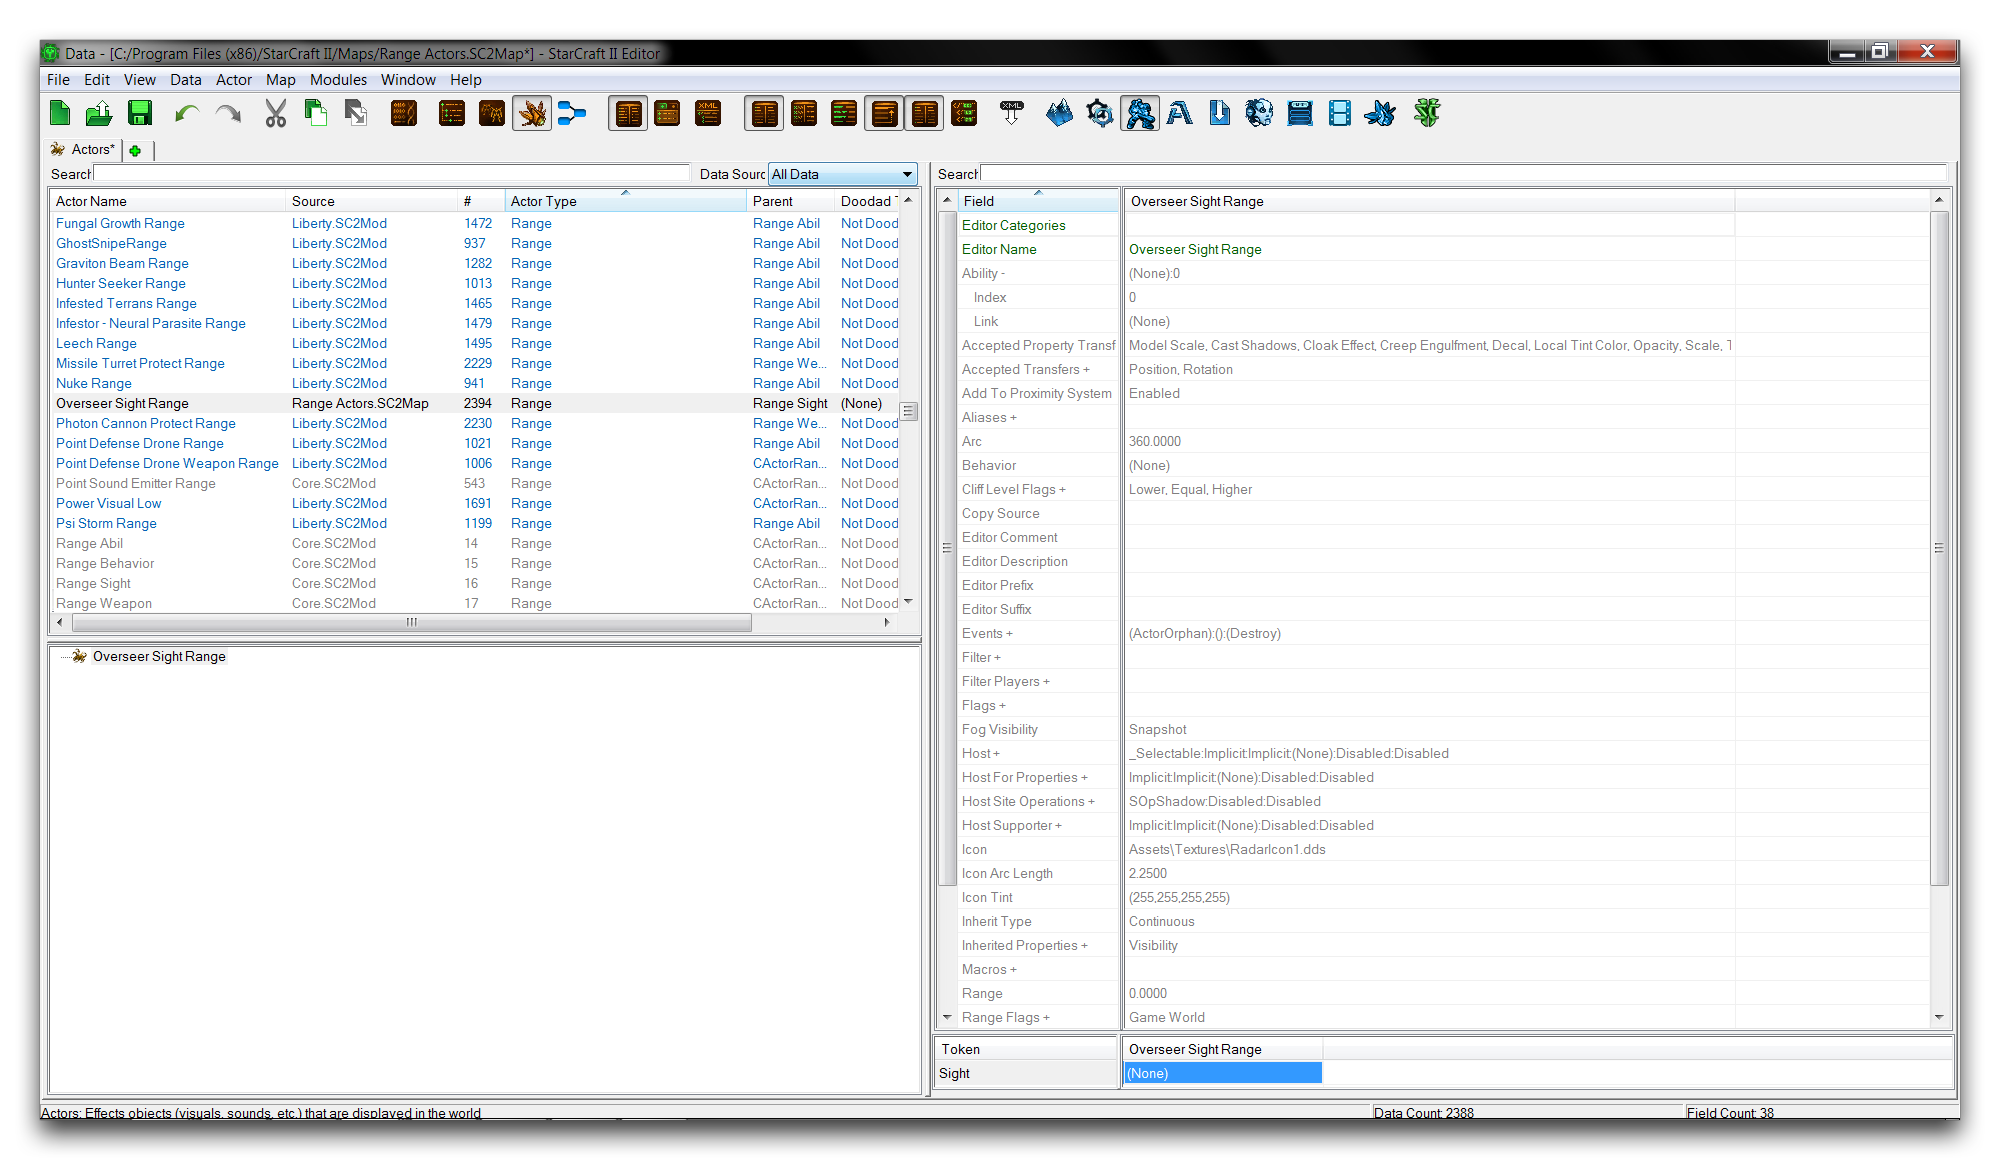 Data - [C:/Program Files (x86)/StarCraft II/Maps/Range Actors.SC2Map*] - StarCraft II Editor
File Edit View Data Actor Map Modules Window Help
XML
XML
Actors*
Search Data Sourc All Data
Actor Name Source # Actor Type Parent Doodad
Fungal Growth Range Liberty.SC2Mod 1472 Range Range Abil Not Dood
GhostSnipeRange Liberty.SC2Mod 937 Range Range Abil Not Dood
Graviton Beam Range Liberty.SC2Mod 1282 Range Range Abil Not Dood
Hunter Seeker Range Liberty.SC2Mod 1013 Range Range Abil Not Dood
Infested Terrans Range Liberty.SC2Mod 1465 Range Range Abil Not Dood
Infestor - Neural Parasite Range Liberty.SC2Mod 1479 Range Range Abil Not Dood
Leech Range Liberty.SC2Mod 1495 Range Range Abil Not Dood
Missile Turret Protect Range Liberty.SC2Mod 2229 Range Range We... Not Dood
Nuke Range Liberty.SC2Mod 941 Range Range Abil Not Dood
Overseer Sight Range Range Actors.SC2Map 2394 Range Range Sight (None)
Photon Cannon Protect Range Liberty.SC2Mod 2230 Range Range We... Not Dood
Point Defense Drone Range Liberty.SC2Mod 1021 Range Range Abil Not Dood
Point Defense Drone Weapon Range Liberty.SC2Mod 1006 Range CActorRan... Not Dood
Point Sound Emitter Range Core.SC2Mod 543 Range CActorRan... Not Dood
Power Visual Low Liberty.SC2Mod 1691 Range CActorRan... Not Dood
Psi Storm Range Liberty.SC2Mod 1199 Range Range Abil Not Dood
Range Abil Core.SC2Mod 14 Range CActorRan... Not Dood
Range Behavior Core.SC2Mod 15 Range CActorRan... Not Dood
Range Sight Core.SC2Mod 16 Range CActorRan... Not Dood
Range Weapon Core.SC2Mod 17 Range CActorRan... Not Dood
Overseer Sight Range
Search
Field Overseer Sight Range
Editor Categories
Editor Name Overseer Sight Range
Ability - (None):0
Index 0
Link (None)
Accepted Property Transf Model Scale, Cast Shadows, Cloak Effect, Creep Engulfment, Decal, Local Tint Color, Opacity, Scale, T
Accepted Transfers + Position, Rotation
Add To Proximity System Enabled
Aliases +
Arc 360.0000
Behavior (None)
Cliff Level Flags + Lower, Equal, Higher
Copy Source
Editor Comment
Editor Description
Editor Prefix
Editor Suffix
Events + (ActorOrphan):():(Destroy)
Filter +
Filter Players +
Flags +
Fog Visibility Snapshot
Host + _Selectable:Implicit:Implicit:(None):Disabled:Disabled
Host For Properties + Implicit:Implicit:(None):Disabled:Disabled
Host Site Operations + SOpShadow:Disabled:Disabled
Host Supporter + Implicit:Implicit:(None):Disabled:Disabled
Icon Assets\Textures\RadarIcon1.dds
Icon Arc Length 2.2500
Icon Tint (255,255,255,255)
Inherit Type Continuous
Inherited Properties + Visibility
Macros +
Range 0.0000
Range Flags + Game World
Token Overseer Sight Range
Sight (None)
Actors: Effects objects (visuals, sounds, etc.) that are displayed in the world Data Count: 2388 Field Count: 38